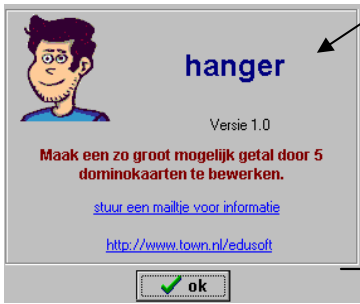 hanger
Versie 1.0
Maak een zo groot mogelijk getal door 5
dominokaarten te bewerken.
stuur een mailtje voor informatie
http://www.town.nl/edusoft
ok